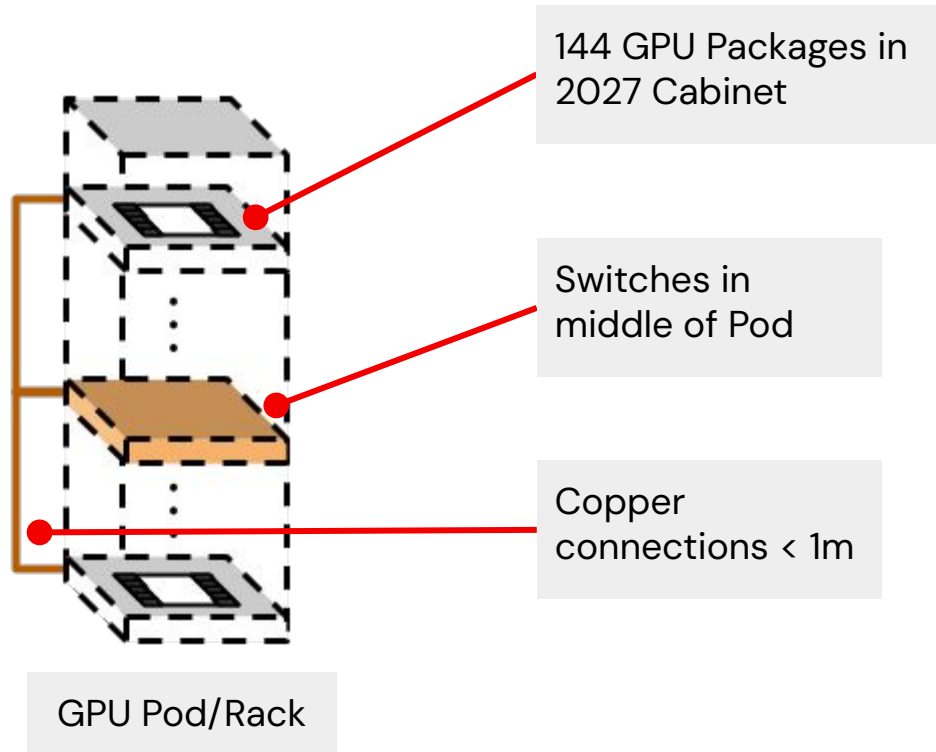 144 GPU Packages in
2027 Cabinet
Switches in
middle of Pod
Copper
connections < 1m
GPU Pod/Rack